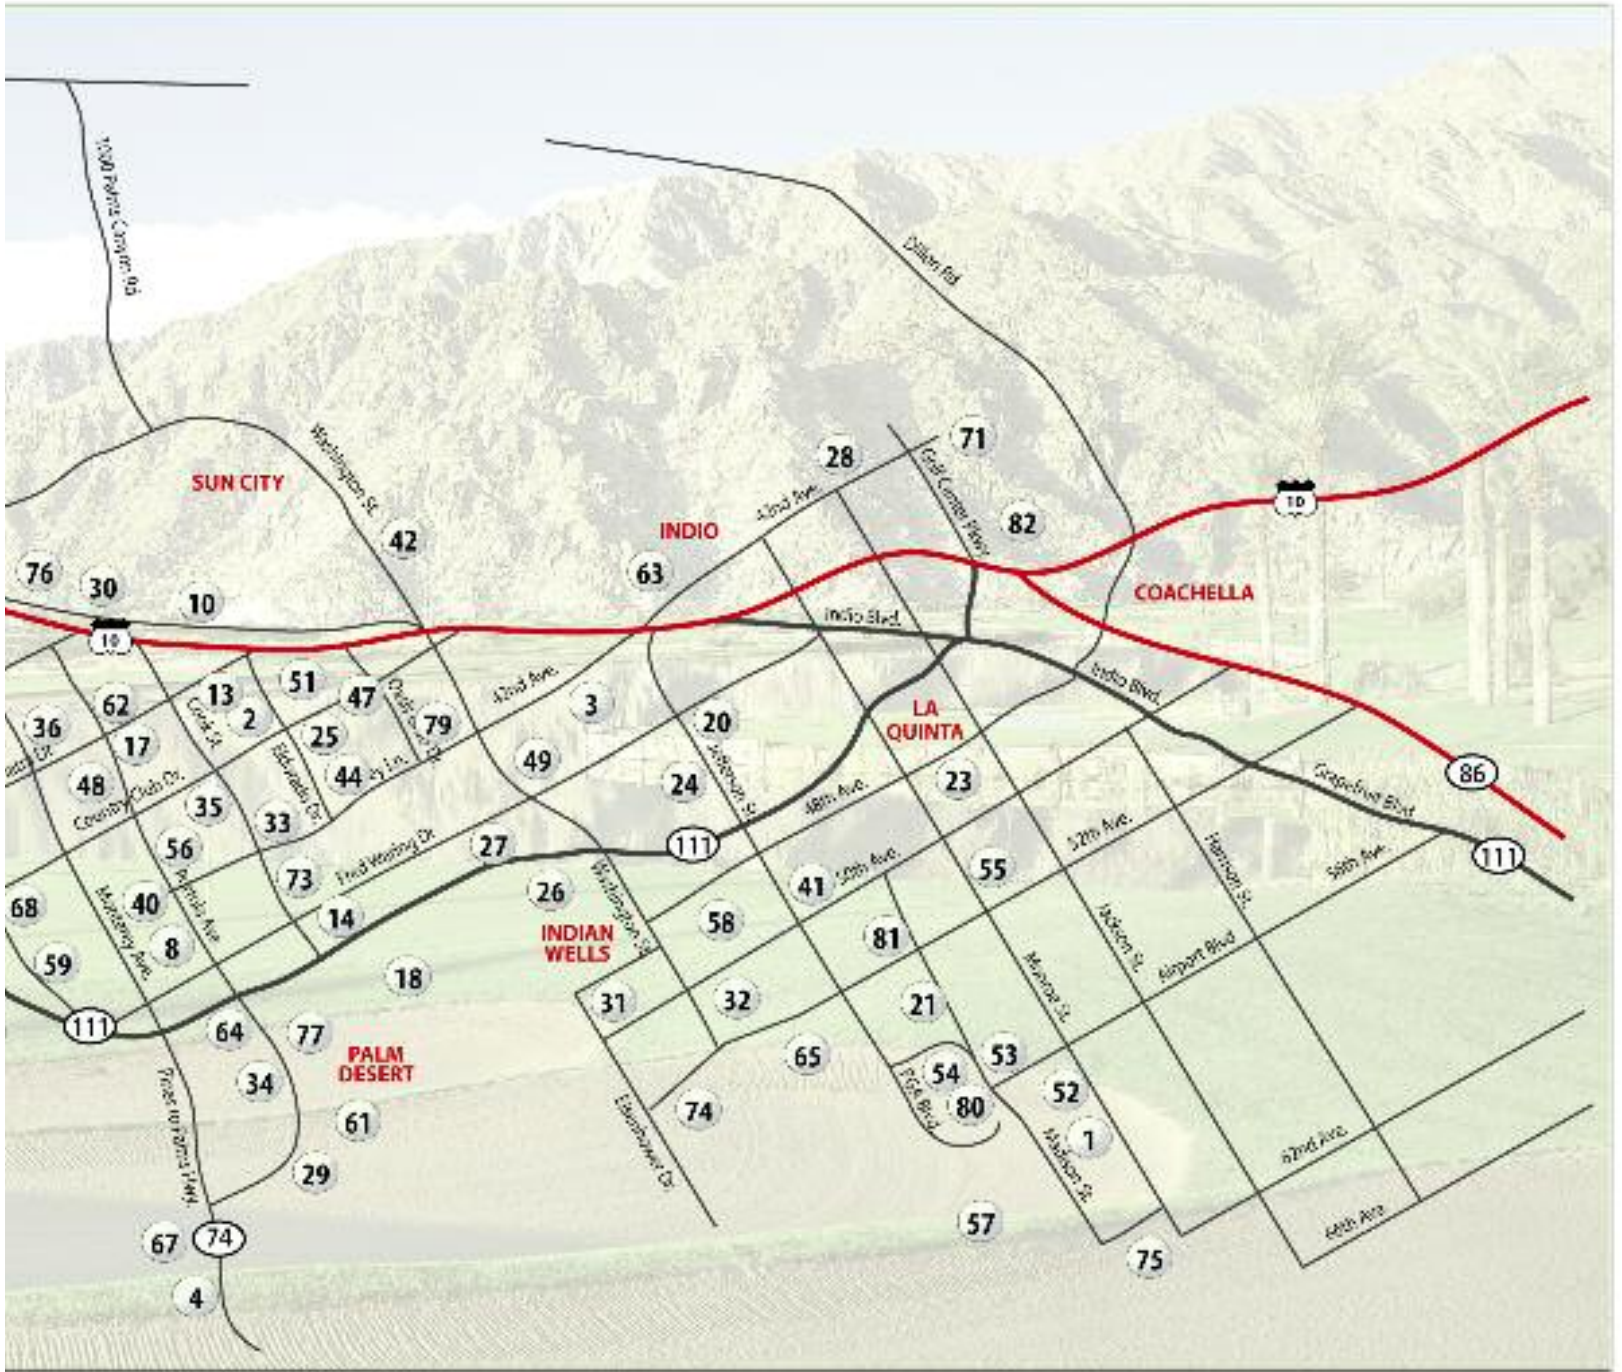 1000 Palms Canyon Rd
Dillon Rd
Washington St.
SUN CITY
42
28
71
Golf Center Pkwy
42nd Ave.
82
10
INDIO
63
COACHELLA
76
30
10
10
Indio Blvd.
Indio Blvd.
13
51
47
62
2
36
17
25
79
42nd Ave.
3
20
LA
QUINTA
Cook St.
Eldorado Dr.
48
44
49
24
Jefferson St.
23
86
Country Club Dr.
35
33
48th Ave.
Grapefruit Blvd
56
27
111
52th Ave.
Harrison St.
111
Fred Waring Dr
73
50th Ave.
55
56th Ave.
68
40
14
26
41
Monterey Ave.
Portola Ave
Washington St.
58
INDIAN
WELLS
81
Jackson St.
Airport Blvd
8
59
18
31
32
21
Monroe St.
111
64
77
65
53
PALM
DESERT
34
54
52
PGA Blvd.
80
61
74
1
Eisenhower Dr.
Madison St.
62nd Ave.
29
57
66th Ave.
67
74
75
4